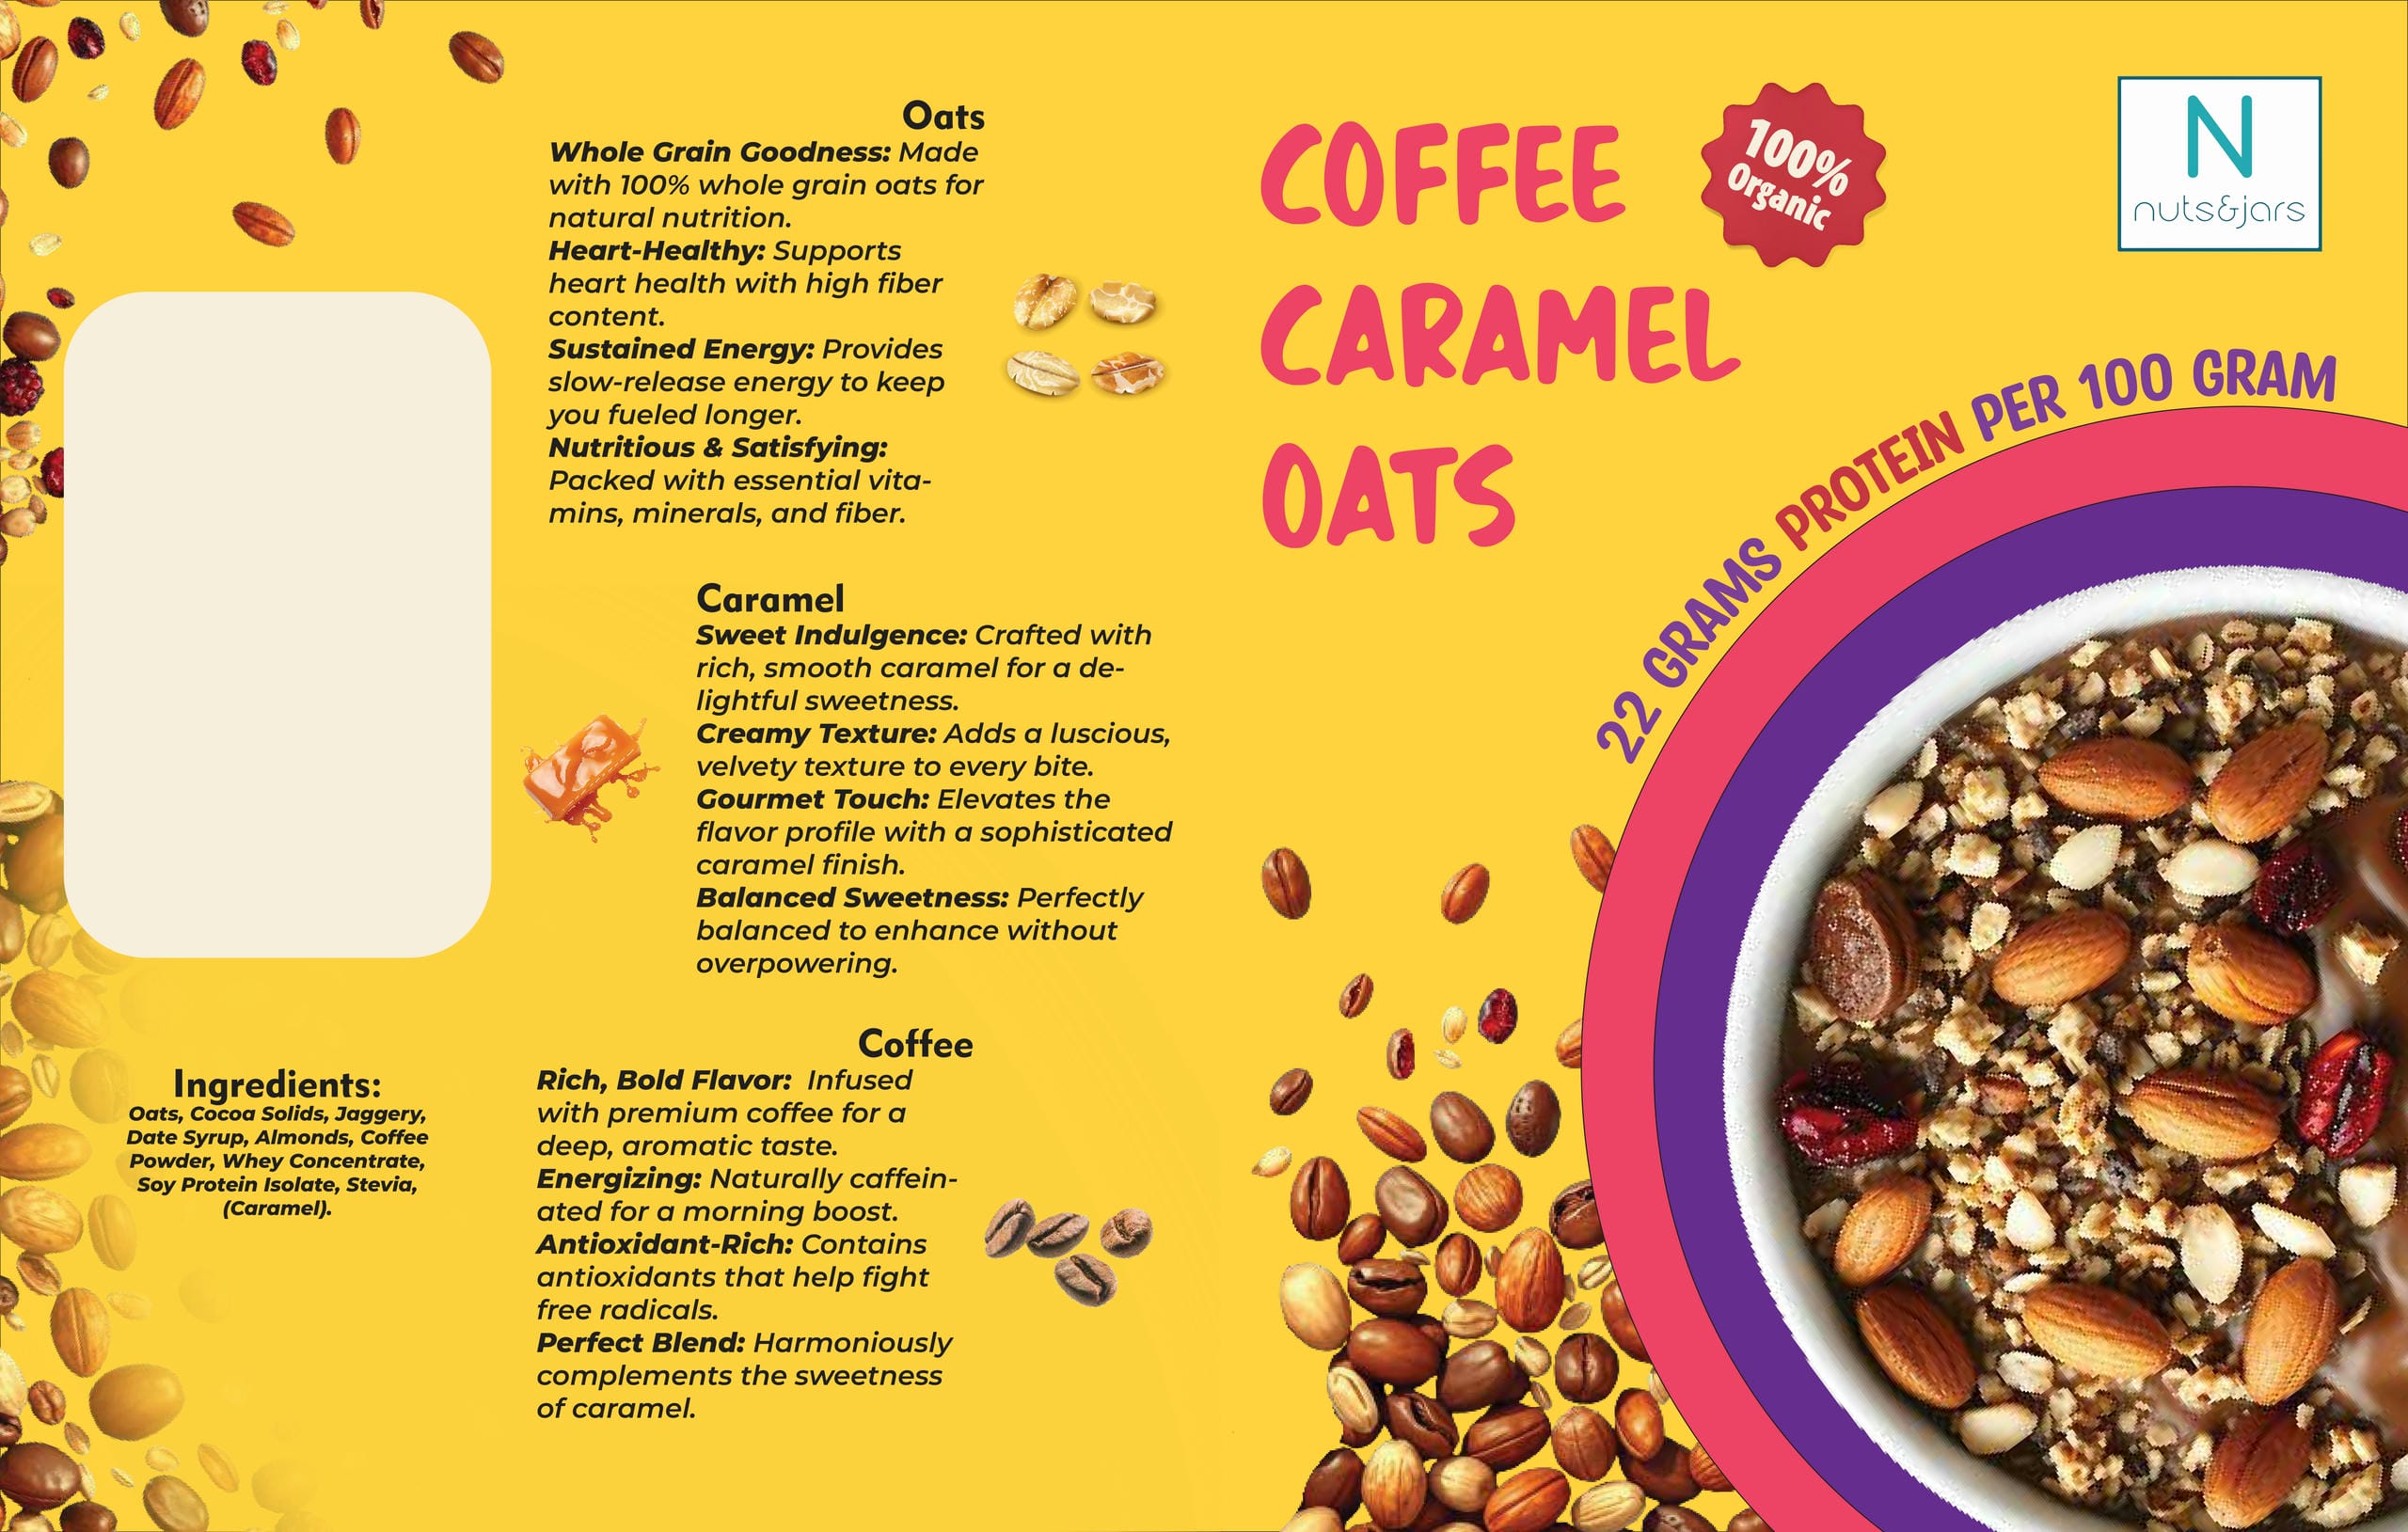 Oats
Whole Grain Goodness: Made
with 100% whole grain oats for
natural nutrition.
Heart-Healthy: Supports
heart health with high fiber
content.
Sustained Energy: Provides
slow-release energy to keep
you fueled longer.
Nutritious & Satisfying:
Packed with essential vita-
mins, minerals, and fiber.
Caramel
Sweet Indulgence: Crafted with
rich, smooth caramel for a de-
lightful sweetness.
Creamy Texture: Adds a luscious,
velvety texture to every bite.
Gourmet Touch: Elevates the
flavor profile with a sophisticated
caramel finish.
Balanced Sweetness: Perfectly
balanced to enhance without
overpowering.
Coffee
Rich, Bold Flavor: Infused
with premium coffee for a
deep, aromatic taste.
Energizing: Naturally caffein-
ated for a morning boost.
Antioxidant-Rich: Contains
antioxidants that help fight
free radicals.
Perfect Blend: Harmoniously
complements the sweetness
of caramel.
Ingredients:
Oats, Cocoa Solids, Jaggery,
Date Syrup, Almonds, Coffee
Powder, Whey Concentrate,
Soy Protein Isolate, Stevia,
(Caramel).
COFFEE
CARAMEL
OATS
100%
Organic
N
nuts&jars
22 GRAMS PROTEIN PER 100 GRAM